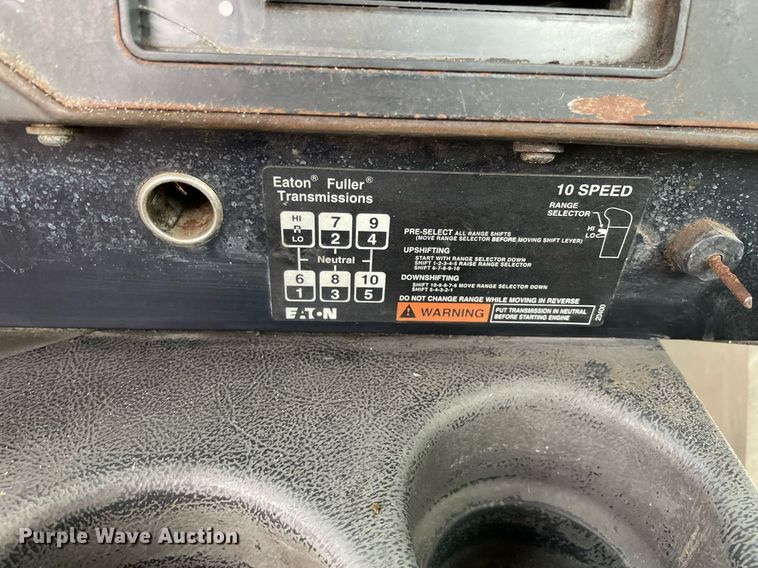 Eaton® Fuller®
Transmissions
10 SPEED
RANGE
SELECTOR
HI
LO
HI 7 9
R
LO 2 4
Neutral
6 8 10
1 3 5
PRE-SELECT ALL RANGE SHIFTS
(MOVE RANGE SELECTOR BEFORE MOVING SHIFT LEVER)
UPSHIFTING
START WITH RANGE SELECTOR DOWN
SHIFT 1-2-3-4-5 RAISE RANGE SELECTOR
SHIFT 6-7-8-9-10
DOWNSHIFTING
SHIFT 10-9-8-7-6 MOVE RANGE SELECTOR DOWN
SHIFT 5-4-3-2-1
DO NOT CHANGE RANGE WHILE MOVING IN REVERSE
EATON
WARNING
PUT TRANSMISSION IN NEUTRAL
BEFORE STARTING ENGINE
Purple Wave Auction